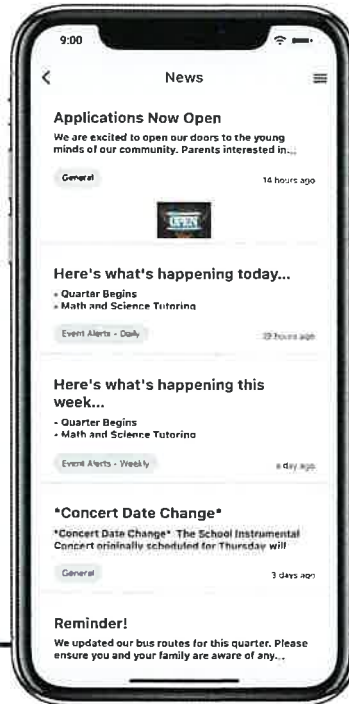 9:00
News
Applications Now Open
We are excited to open our doors to the young
minds of our community. Parents interested in...
General
14 hours ago
OPEN
Here's what's happening today...
- Quarter Begins
- Math and Science Tutoring
Event Alerts - Daily
hours ago
Here's what's happening this
week...
- Quarter Begins
- Math and Science Tutoring
Event Alerts - Weekly
a day ago
*Concert Date Change*
*Concert Date Change* The School Instrumental
Concert originally scheduled for Thursday will
General
3 days ago
Reminder!
We updated our bus routes for this quarter. Please
ensure you and your family are aware of any...